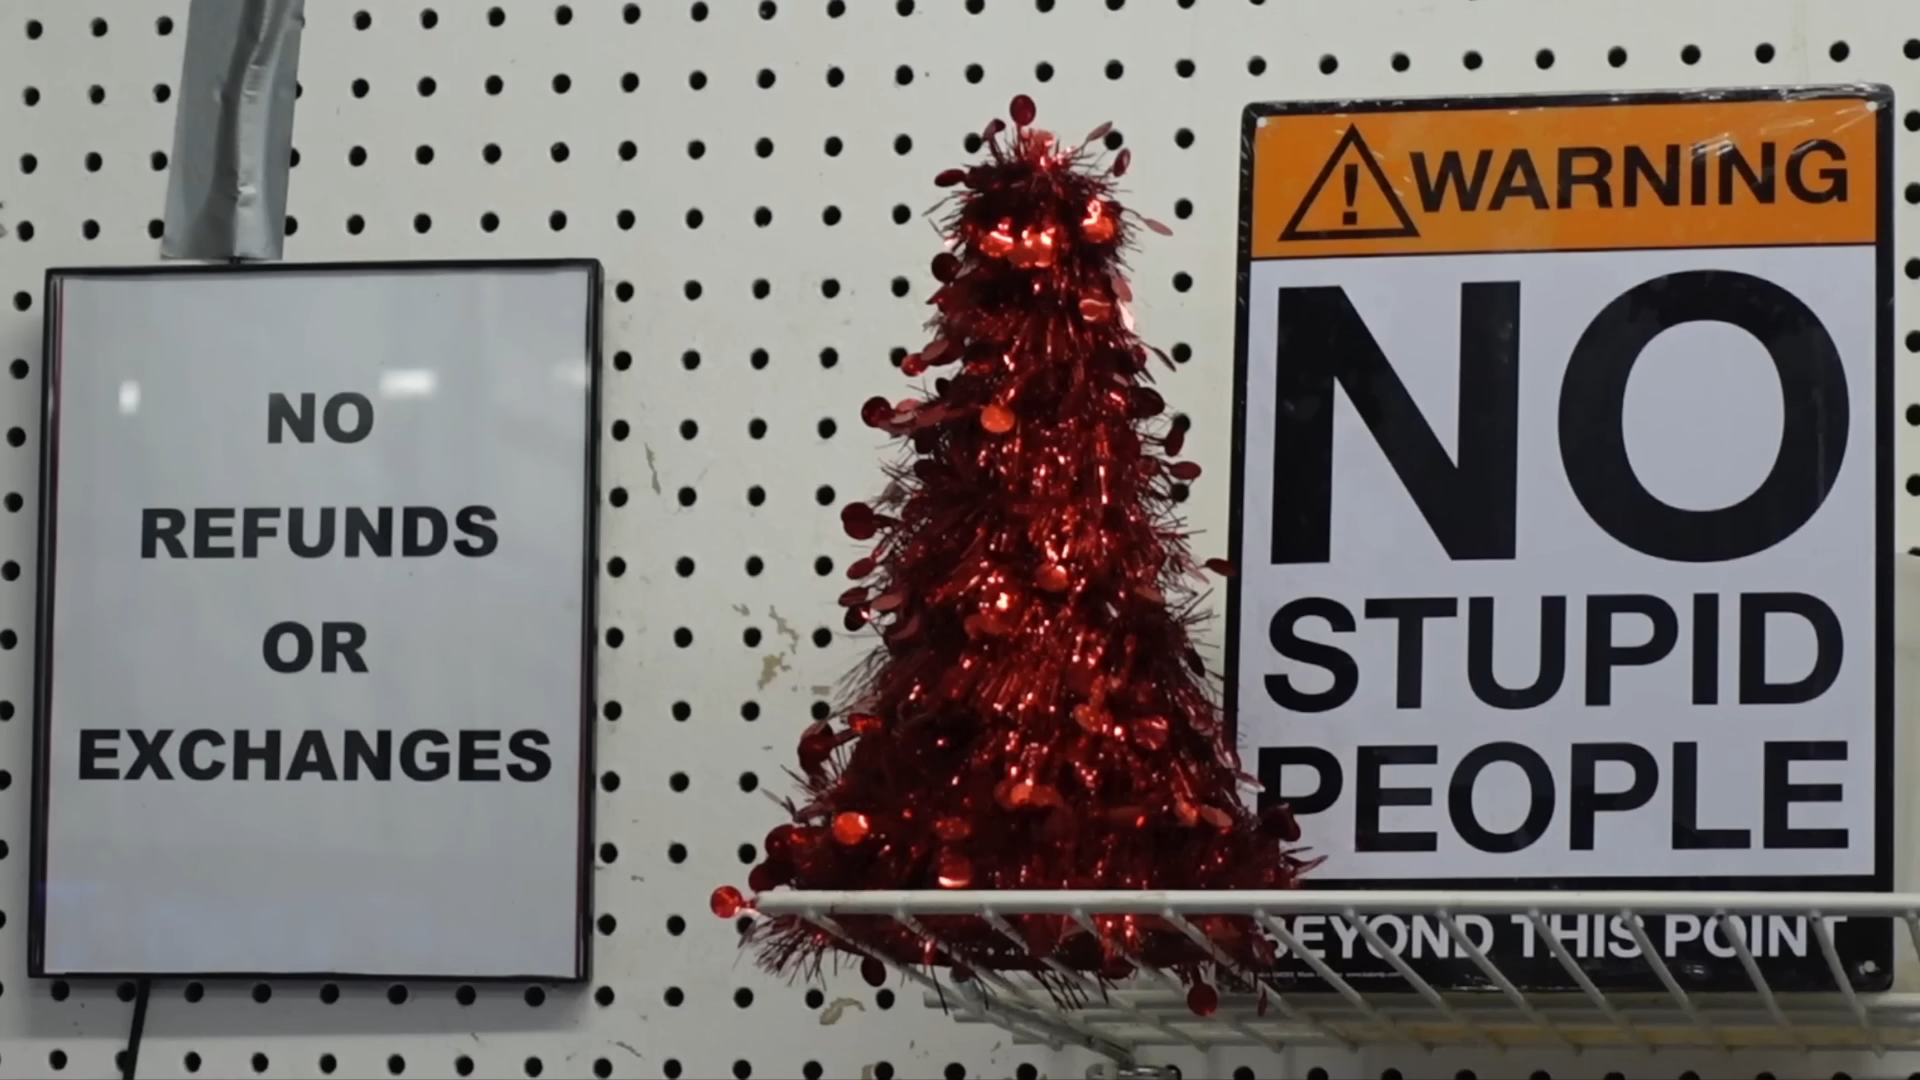 NO
REFUNDS
OR
EXCHANGES
WARNING
NO
STUPID
PEOPLE
BEYOND THIS POINT